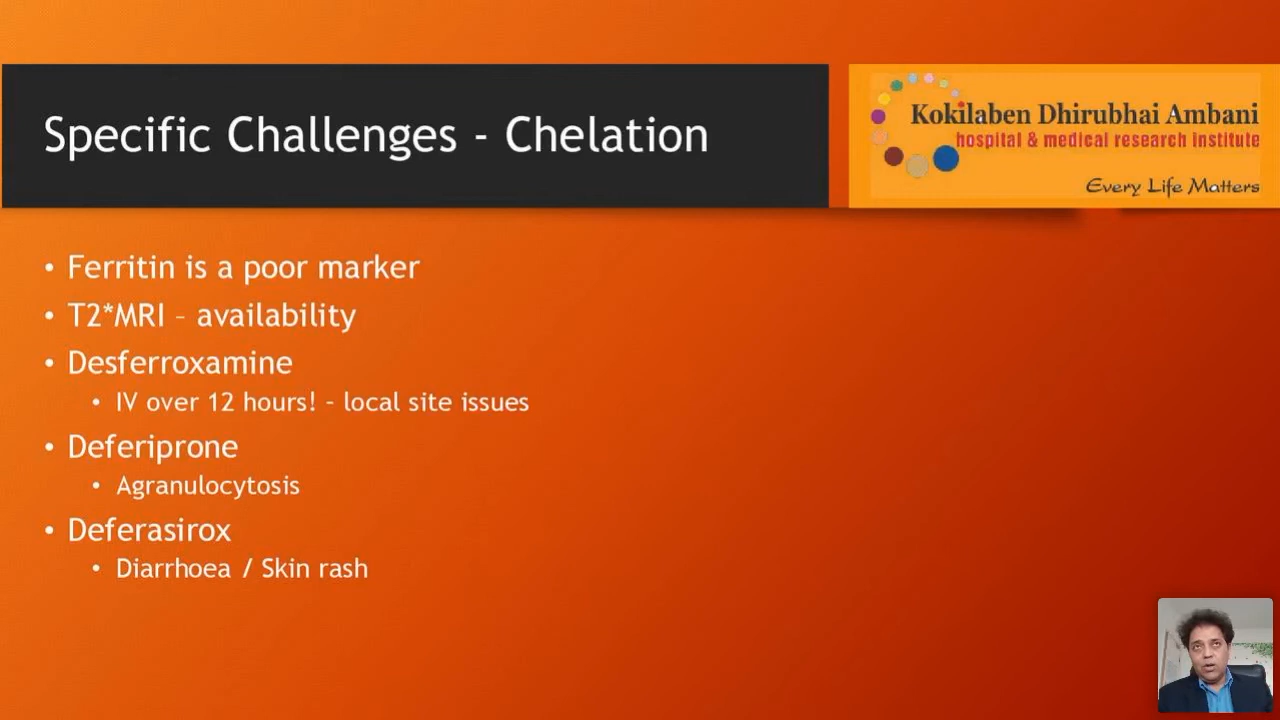 Specific Challenges - Chelation
Kokilaben Dhirubhai Ambani
hospital & medical research institute
Every Life Matters
• Ferritin is a poor marker
• T2*MRI – availability
• Desferroxamine
• IV over 12 hours! – local site issues
• Deferiprone
• Agranulocytosis
• Deferasirox
• Diarrhoea / Skin rash